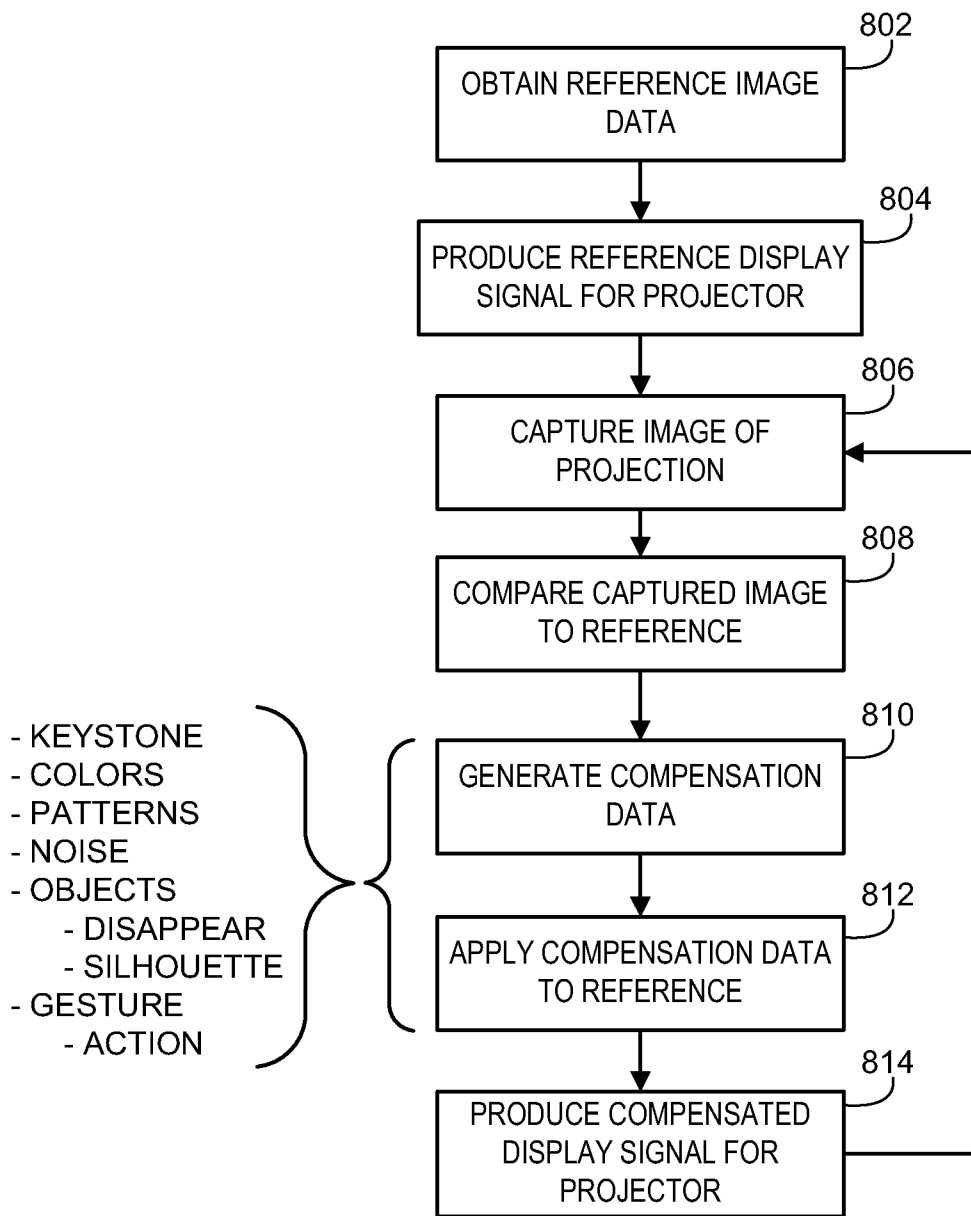 802
OBTAIN REFERENCE IMAGE
DATA
804
PRODUCE REFERENCE DISPLAY
SIGNAL FOR PROJECTOR
806
CAPTURE IMAGE OF
PROJECTION
808
COMPARE CAPTURED IMAGE
TO REFERENCE
810
GENERATE COMPENSATION
DATA
- KEYSTONE
- COLORS
- PATTERNS
- NOISE
- OBJECTS
- DISAPPEAR
- SILHOUETTE
- GESTURE
- ACTION
812
APPLY COMPENSATION DATA
TO REFERENCE
814
PRODUCE COMPENSATED
DISPLAY SIGNAL FOR
PROJECTOR